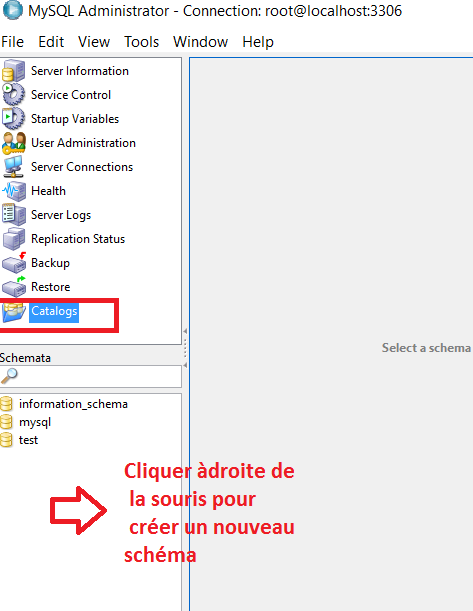 MySQL Administrator - Connection: root@localhost:3306
File Edit View Tools Window Help
Server Information
Service Control
Startup Variables
User Administration
Server Connections
Health
Server Logs
Replication Status
Backup
Restore
Catalogs
Select a schema
Schemata
information_schema
mysql
test
Cliquer àdroite de
la souris pour
créer un nouveau
schéma